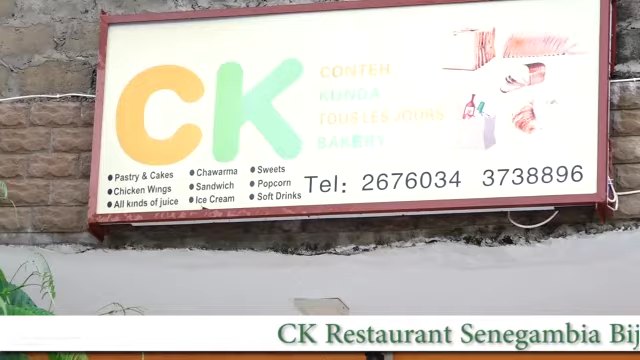 CK
CONTEH
KUNDA
TOUS LES JOURS
BAKERY
• Pastry & Cakes
• Chicken Wings
• All kinds of juice
• Chawarma
• Sandwich
• Ice Cream
• Sweets
• Popcorn
• Soft Drinks
Tel: 2676034 3738896
CK Restaurant Senegambia Bij